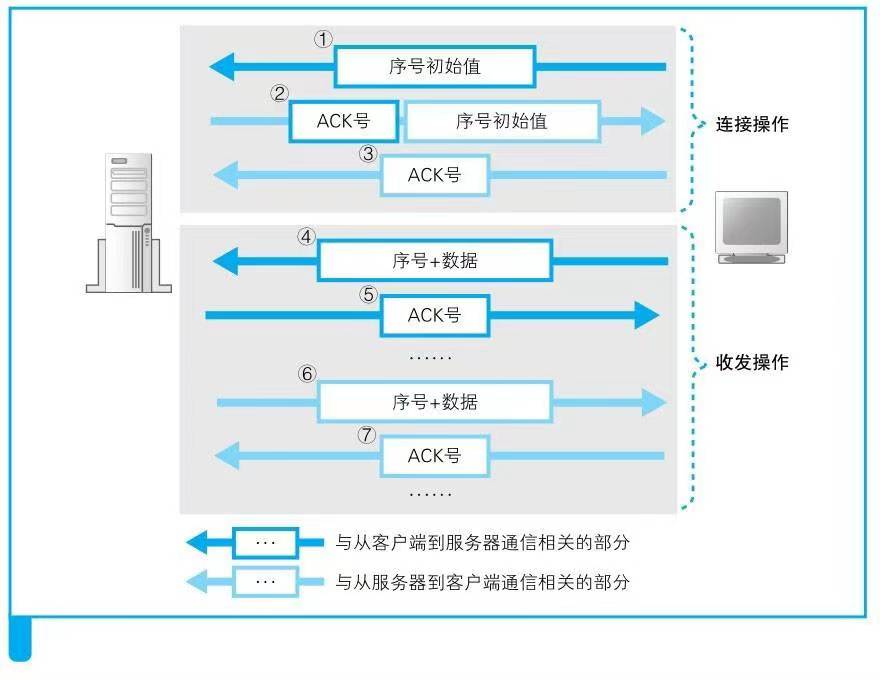 ①
序号初始值
②
ACK号
序号初始值
连接操作
③
ACK号
④
序号+数据
⑤
ACK号
······
收发操作
⑥
序号+数据
⑦
ACK号
······
··· 与从客户端到服务器通信相关的部分
··· 与从服务器到客户端通信相关的部分